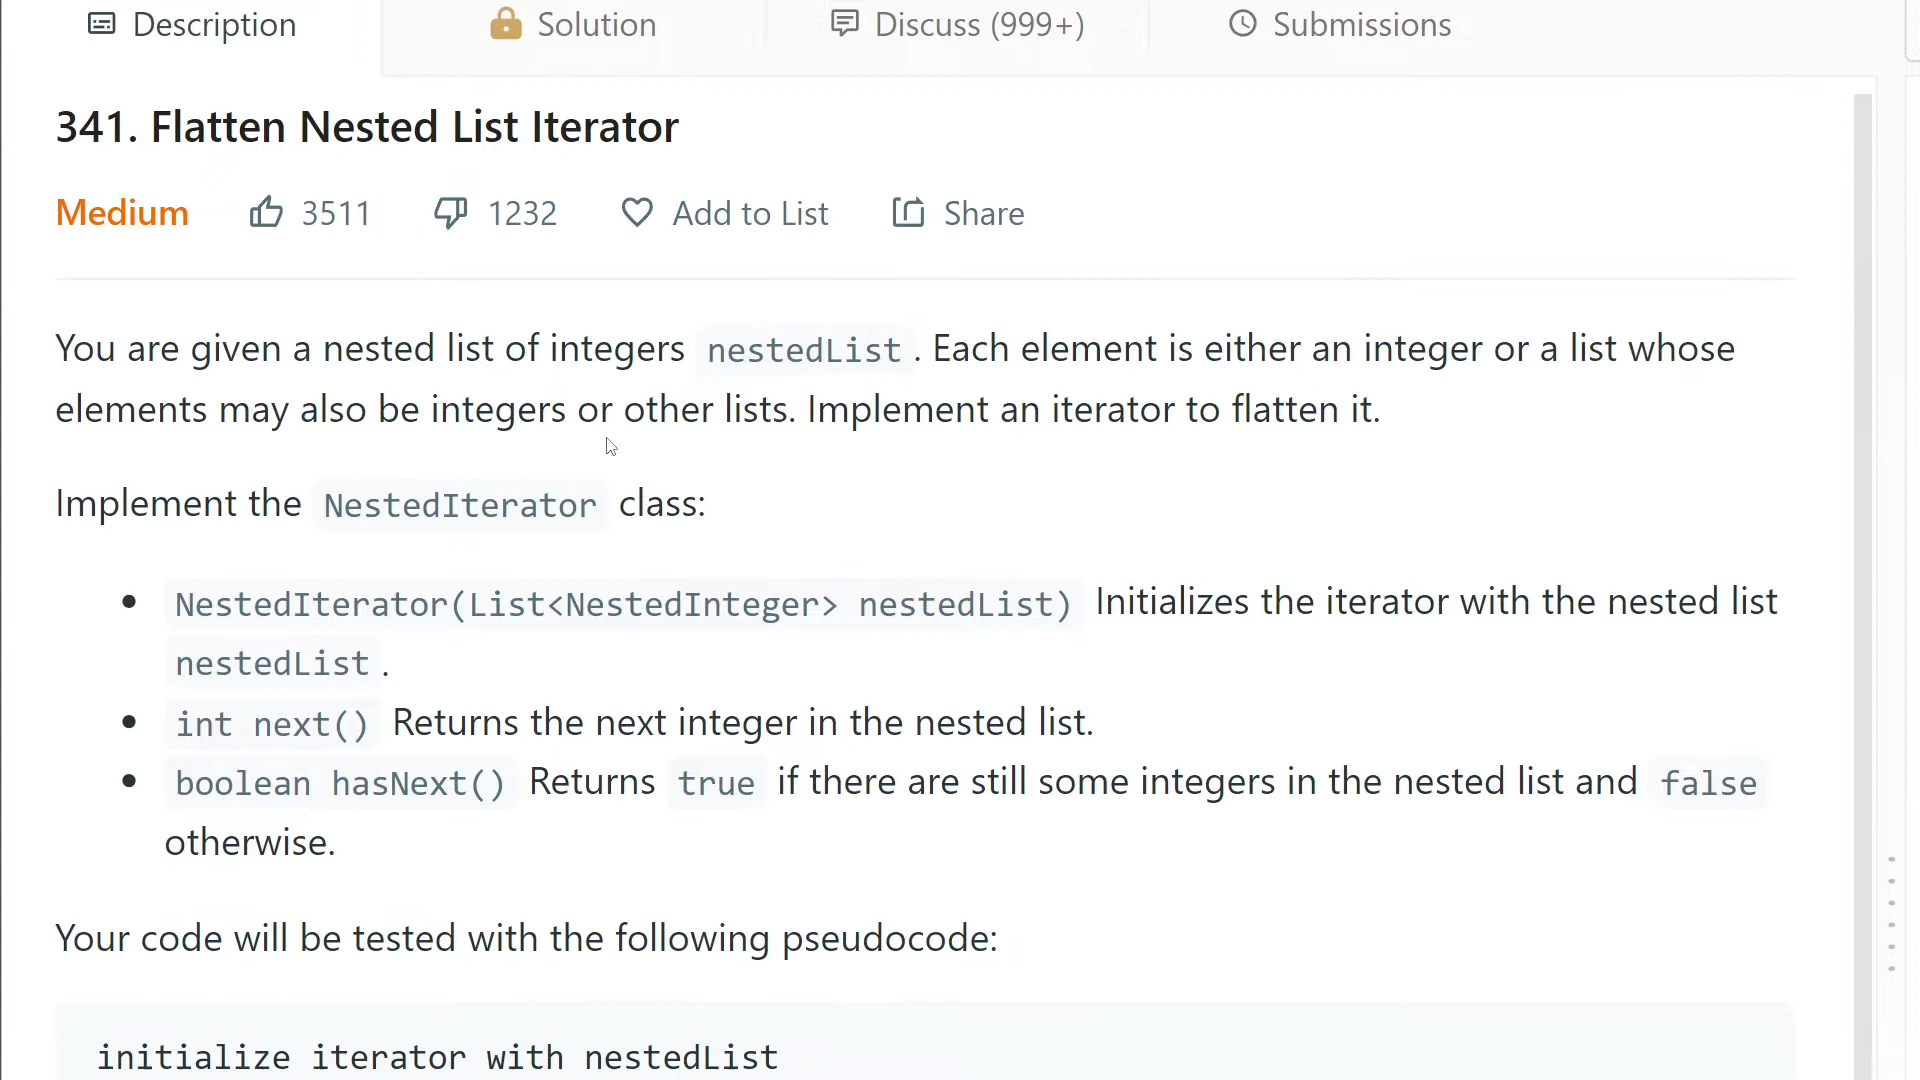 Description Solution Discuss (999+) Submissions
341. Flatten Nested List Iterator
Medium 3511 1232 Add to List Share
You are given a nested list of integers nestedList . Each element is either an integer or a list whose
elements may also be integers or other lists. Implement an iterator to flatten it.
Implement the NestedIterator class:
• NestedIterator(List<NestedInteger> nestedList) Initializes the iterator with the nested list
nestedList .
• int next() Returns the next integer in the nested list.
• boolean hasNext() Returns true if there are still some integers in the nested list and false
otherwise.
Your code will be tested with the following pseudocode:
initialize iterator with nestedList